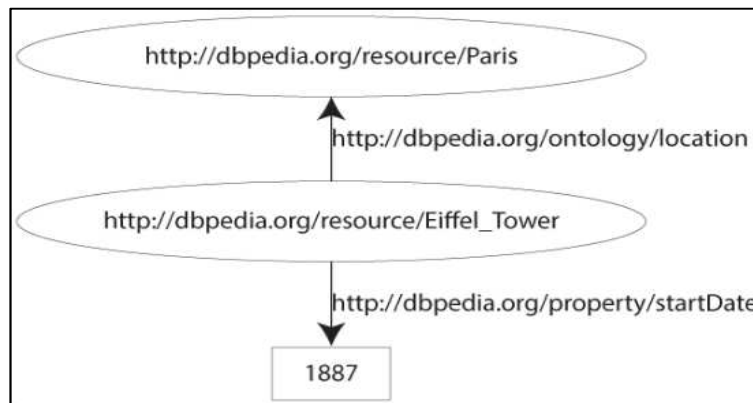 http://dbpedia.org/resource/Paris
http://dbpedia.org/ontology/location
http://dbpedia.org/resource/Eiffel_Tower
http://dbpedia.org/property/startDate
1887